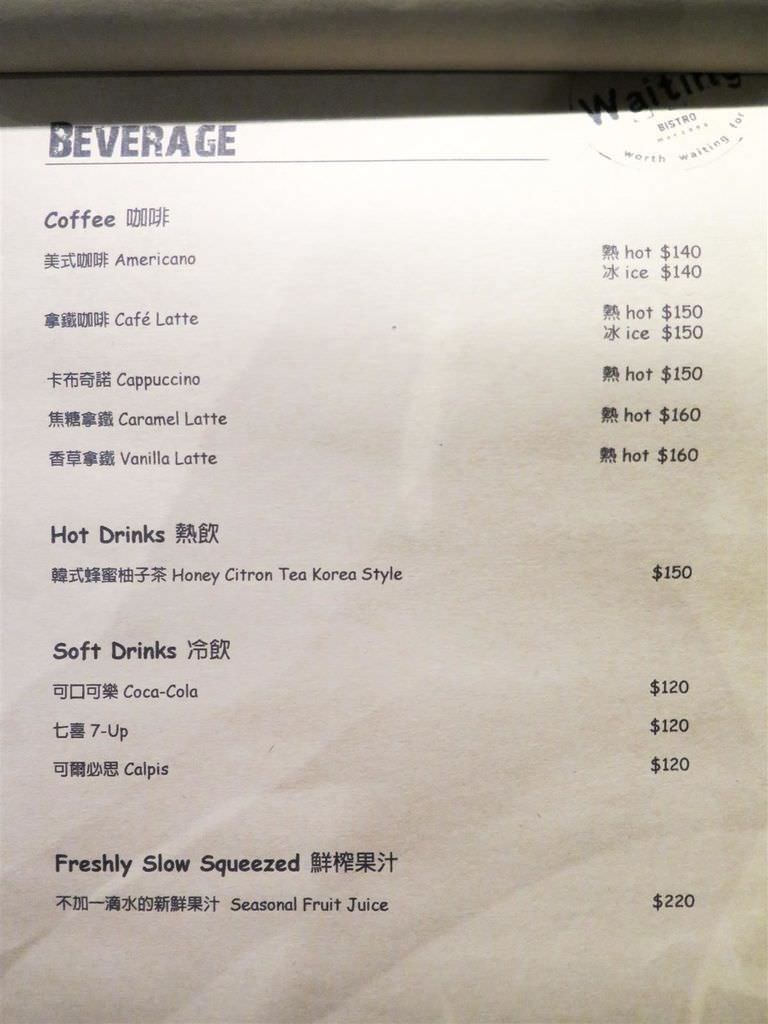 Waiting
BISTRO
worth waiting for
BEVERAGE
Coffee 咖啡
美式咖啡 Americano 熱 hot $140
冰 ice $140
拿鐵咖啡 Café Latte 熱 hot $150
冰 ice $150
卡布奇諾 Cappuccino 熱 hot $150
焦糖拿鐵 Caramel Latte 熱 hot $160
香草拿鐵 Vanilla Latte 熱 hot $160
Hot Drinks 熱飲
韓式蜂蜜柚子茶 Honey Citron Tea Korea Style $150
Soft Drinks 冷飲
可口可樂 Coca-Cola $120
七喜 7-Up $120
可爾必思 Calpis $120
Freshly Slow Squeezed 鮮榨果汁
不加一滴水的新鮮果汁 Seasonal Fruit Juice $220